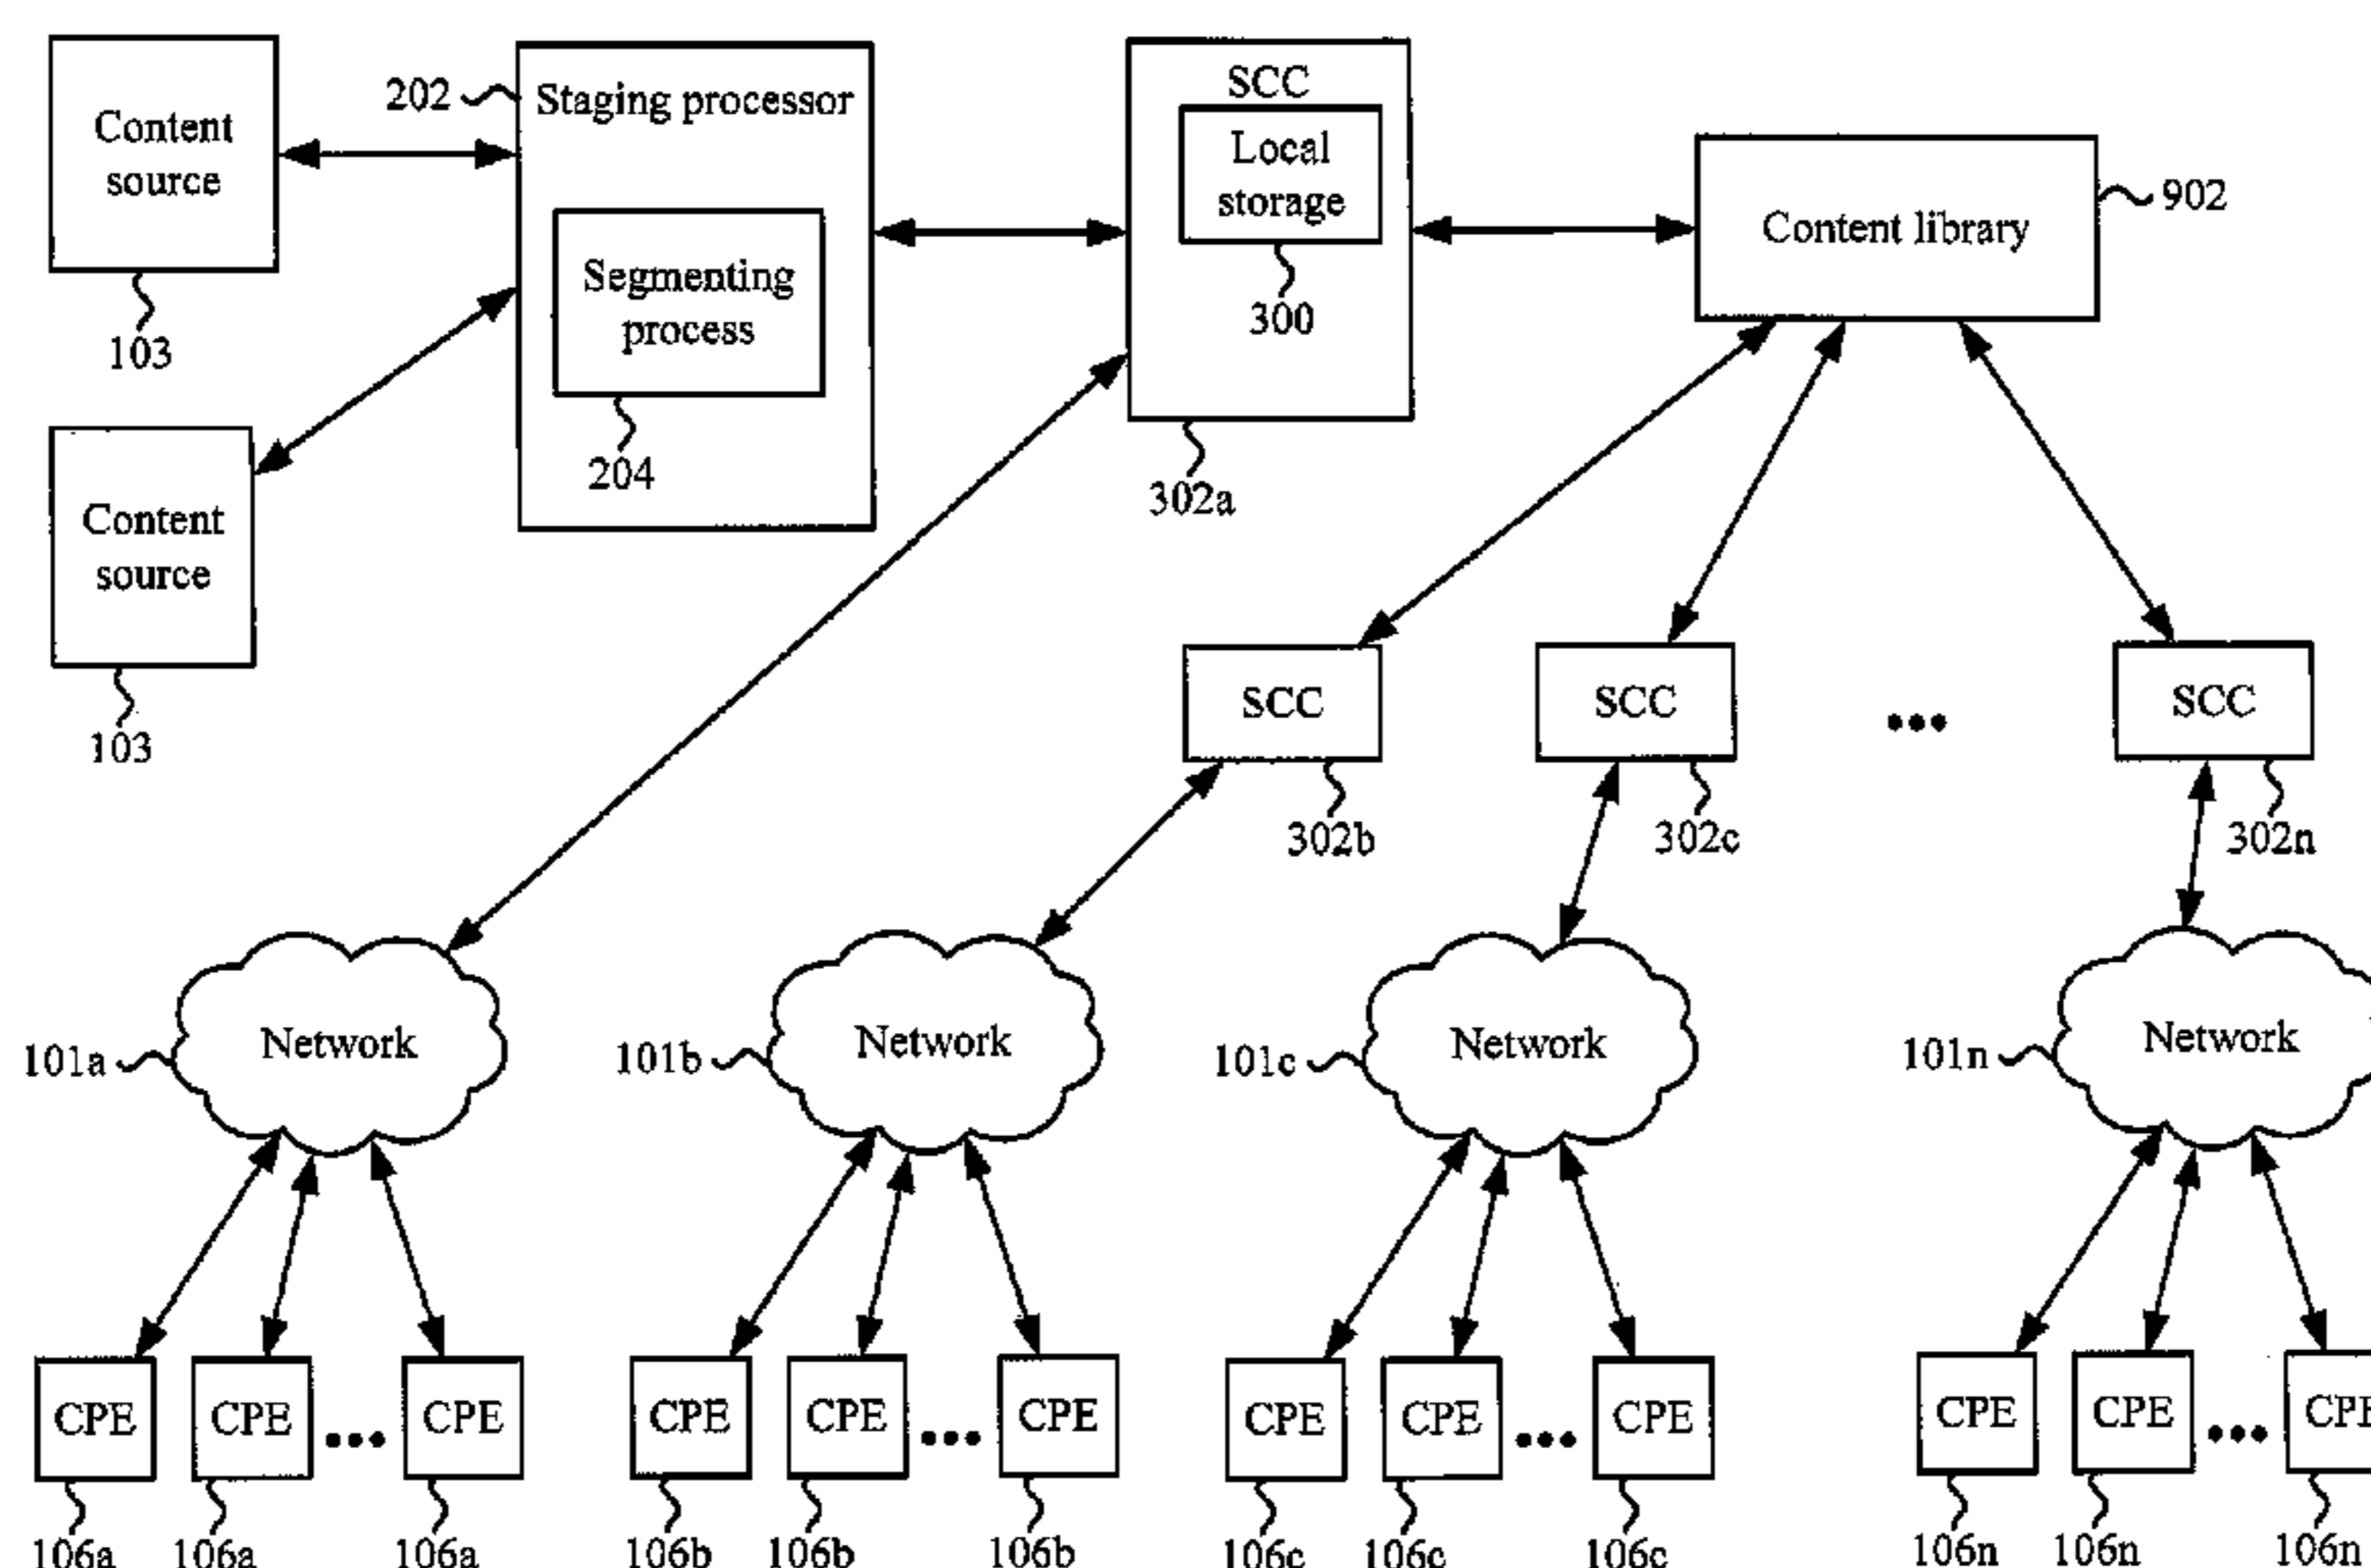 Content
source
103
202
Staging processor
Segmenting
process
204
SCC
Local
storage
300
302a
Content library
902
Content
source
103
SCC
302b
SCC
302c
...
SCC
302n
Network
101a
Network
101b
Network
101c
Network
101n
CPE
CPE
...
CPE
CPE
CPE
...
CPE
CPE
CPE
...
CPE
CPE
CPE
...
CPE
106a
106a
106a
106b
106b
106b
106c
106c
106c
106n
106n
106n